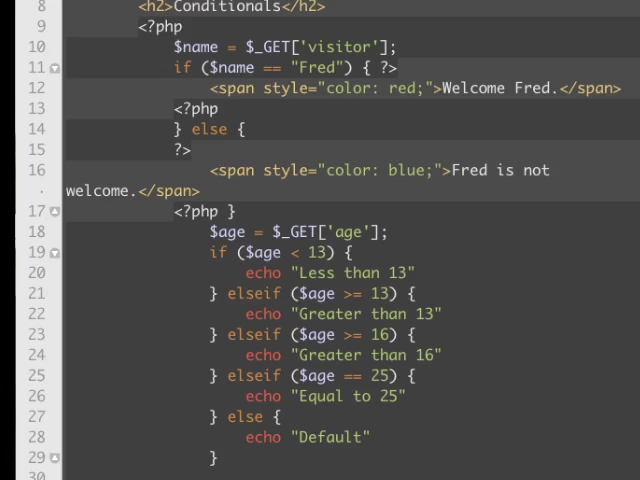 8 <h2>Conditionals</h2>
9 <?php
10 $name = $_GET['visitor'];
11 if ($name == "Fred") { ?>
12 <span style="color: red;">Welcome Fred.</span>
13 <?php
14 } else {
15 ?>
16 <span style="color: blue;">Fred is not
· welcome.</span>
17 <?php }
18 $age = $_GET['age'];
19 if ($age < 13) {
20 echo "Less than 13"
21 } elseif ($age >= 13) {
22 echo "Greater than 13"
23 } elseif ($age >= 16) {
24 echo "Greater than 16"
25 } elseif ($age == 25) {
26 echo "Equal to 25"
27 } else {
28 echo "Default"
29 }
30